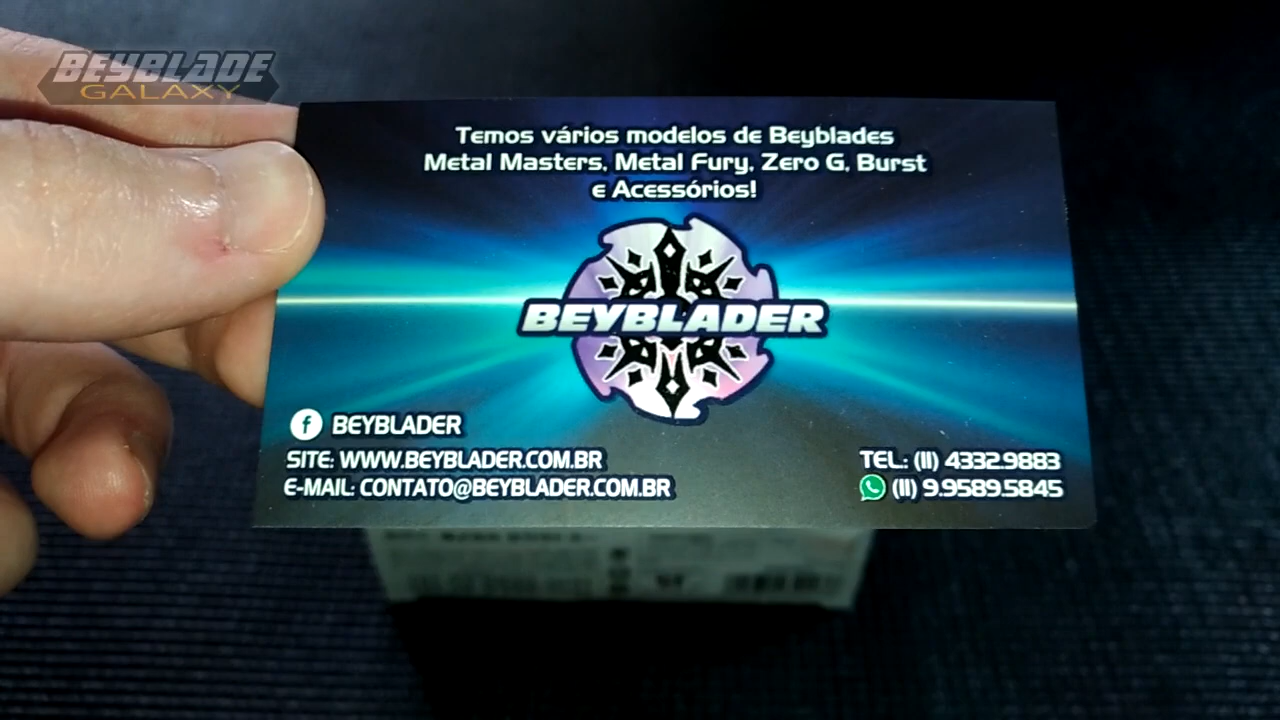 BEYBLADE
GALAXY
Temos vários modelos de Beyblades
Metal Masters, Metal Fury, Zero G, Burst
e Acessórios!
BEYBLADER
f BEYBLADER
SITE: WWW.BEYBLADER.COM.BR
E-MAIL: CONTATO@BEYBLADER.COM.BR
TEL.: (11) 4332.9883
(11) 9.9589.5845